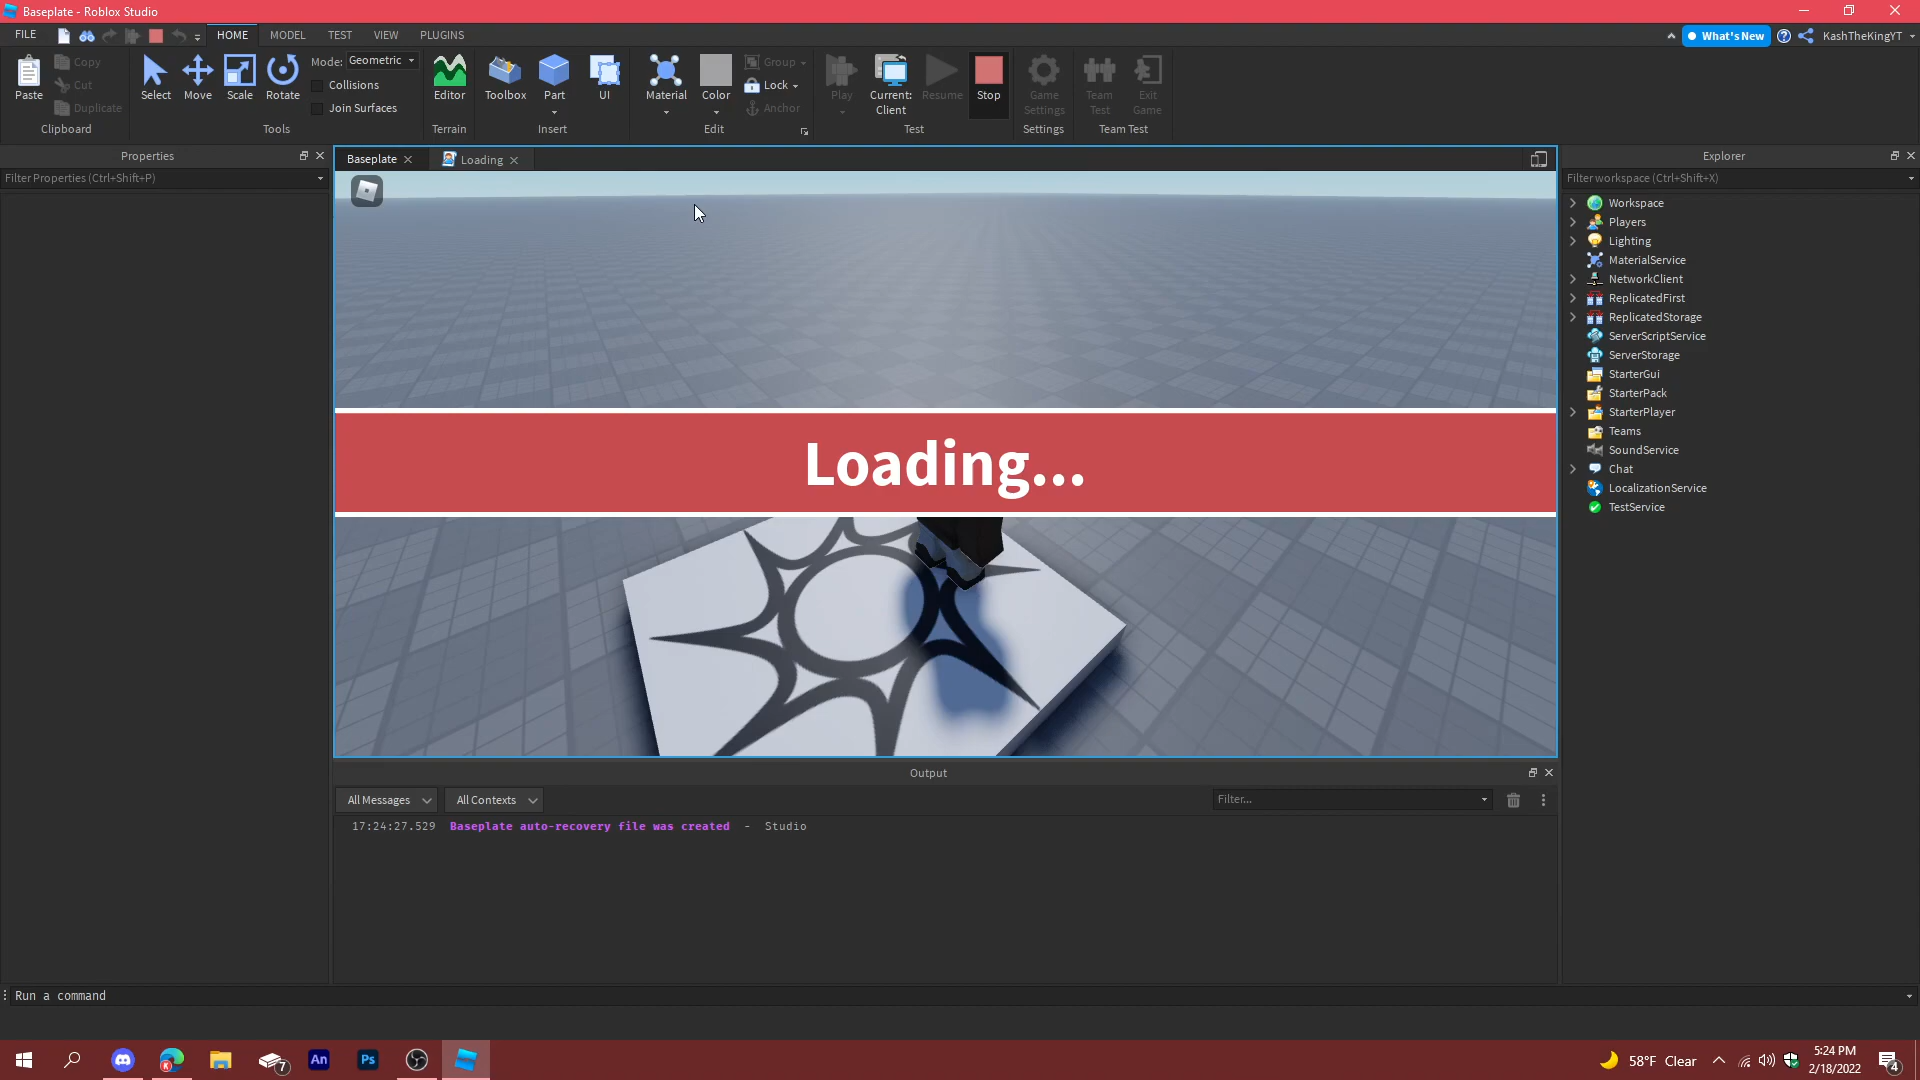 Baseplate - Roblox Studio
FILE HOME MODEL TEST VIEW PLUGINS What's New KashTheKingYT
Paste Copy Cut Duplicate
Clipboard
Select Move Scale Rotate Mode: Geometric Collisions Join Surfaces
Tools
Editor
Terrain
Toolbox Part UI
Insert
Material Color Group Lock Anchor
Edit
Play Current: Client Resume Stop
Test
Game Settings
Settings
Team Test Exit Game
Team Test
Properties
Filter Properties (Ctrl+Shift+P)
Baseplate Loading
Loading...
Explorer
Filter workspace (Ctrl+Shift+X)
Workspace
Players
Lighting
MaterialService
NetworkClient
ReplicatedFirst
ReplicatedStorage
ServerScriptService
ServerStorage
StarterGui
StarterPack
StarterPlayer
Teams
SoundService
Chat
LocalizationService
TestService
Output
All Messages All Contexts Filter...
17:24:27.529 Baseplate auto-recovery file was created - Studio
Run a command
7 An Ps
58°F Clear
5:24 PM
2/18/2022
4